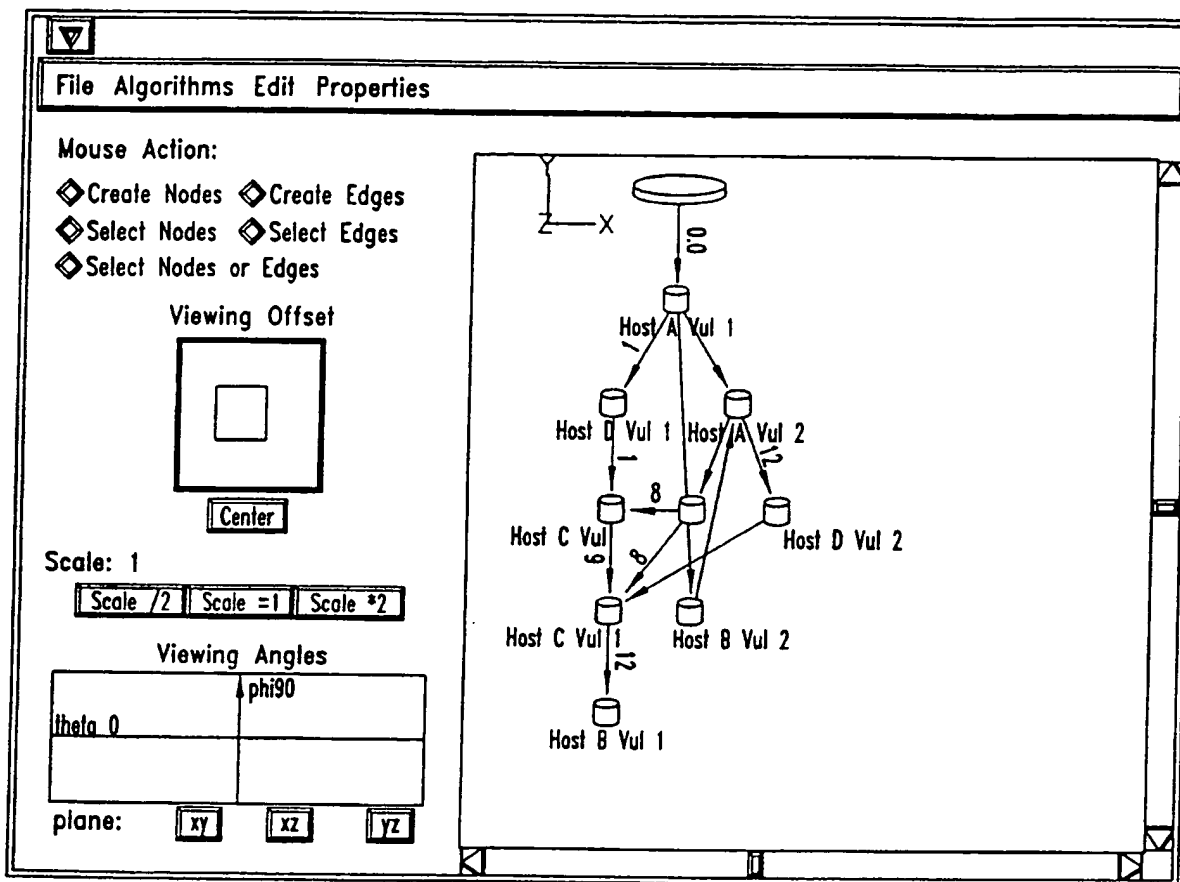 File Algorithms Edit Properties
Mouse Action:
Create Nodes Create Edges
Select Nodes Select Edges
Select Nodes or Edges
Viewing Offset
Center
Scale: 1
Scale /2 Scale =1 Scale *2
Viewing Angles
phi90
theta 0
plane: xy xz yz
Y
Z X
0.0
Host A Vul 1
1
Host D Vul 1
Host A Vul 2
1
12
8
Host C Vul
Host D Vul 2
9
8
Host C Vul 1
Host B Vul 2
12
Host B Vul 1